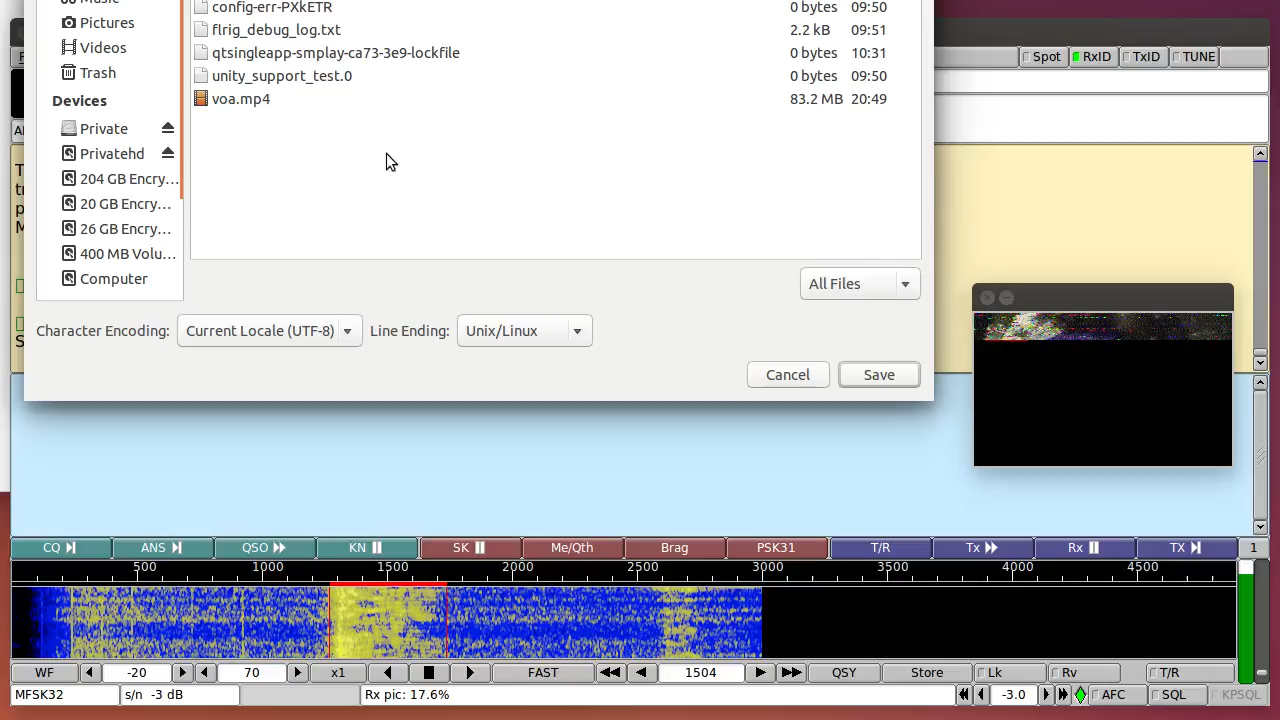 Music
config-err-PXkETR 0 bytes 09:50
Pictures
flrig_debug_log.txt 2.2 kB 09:51
Videos
qtsingleapp-smplay-ca73-3e9-lockfile 0 bytes 10:31
Spot RxID TxID TUNE
Trash
unity_support_test.0 0 bytes 09:50
Devices
voa.mp4 83.2 MB 20:49
Private
Privatehd
204 GB Encry...
20 GB Encry...
26 GB Encry...
400 MB Volu...
Computer
All Files
Character Encoding: Current Locale (UTF-8) Line Ending: Unix/Linux
Cancel Save
CQ ANS QSO KN SK Me/Qth Brag PSK31 T/R Tx Rx TX 1
500 1000 1500 2000 2500 3000 3500 4000 4500
WF -20 70 x1 FAST 1504 QSY Store Lk Rv T/R
MFSK32 s/n -3 dB Rx pic: 17.6% -3.0 AFC SQL KPSQL